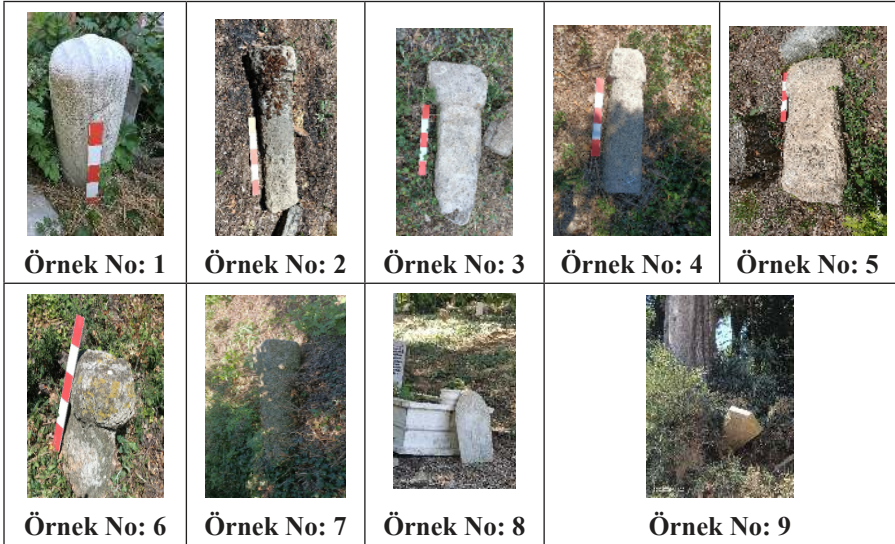 Örnek No: 1
Örnek No: 2
Örnek No: 3
Örnek No: 4
Örnek No: 5
Örnek No: 6
Örnek No: 7
Örnek No: 8
Örnek No: 9